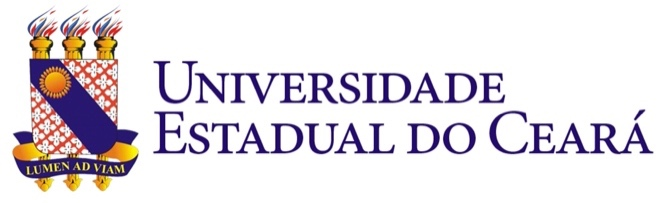 UNIVERSIDADE
ESTADUAL DO CEARÁ
LUMEN AD VIAM